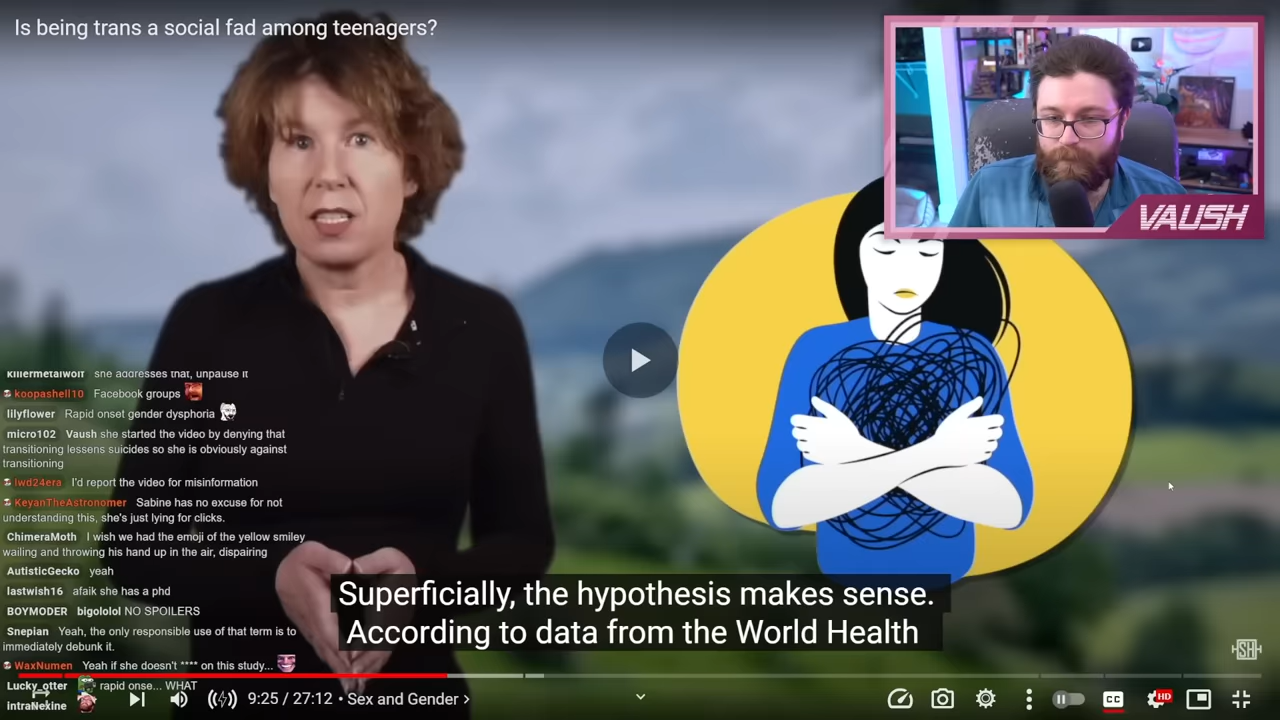 Is being trans a social fad among teenagers?
VAUSH
killermetalwolf she addresses that, unpause it
koopashell10 Facebook groups
lilyflower Rapid onset gender dysphoria
micro102 Vaush she started the video by denying that
transitioning lessens suicides so she is obviously against
transitioning
lwd24era I'd report the video for misinformation
KeyanTheAstronomer Sabine has no excuse for not
understanding this, she's just lying for clicks.
ChimeraMoth I wish we had the emoji of the yellow smiley
wailing and throwing his hand up in the air, dispairing
AutisticGecko yeah
lastwish16 afaik she has a phd
BOYMODER bigololol NO SPOILERS
Snepian Yeah, the only responsible use of that term is to
immediately debunk it.
WaxNumen Yeah if she doesn't **** on this study...
Lucky_otter rapid onse... WHAT
intraNekine
Superficially, the hypothesis makes sense.
According to data from the World Health
SH
9:25 / 27:12 • Sex and Gender >
CC
HD